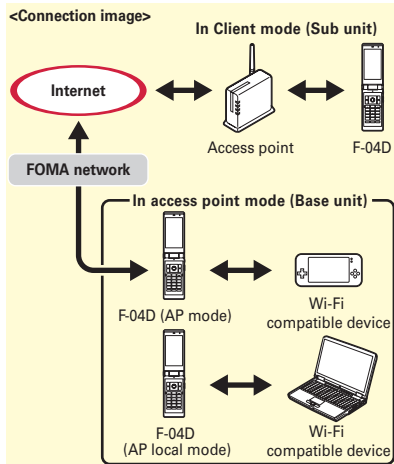 <Connection image>
In Client mode (Sub unit)
Internet
Access point
F-04D
FOMA network
In access point mode (Base unit)
F-04D (AP mode)
Wi-Fi
compatible device
F-04D
(AP local mode)
Wi-Fi
compatible device